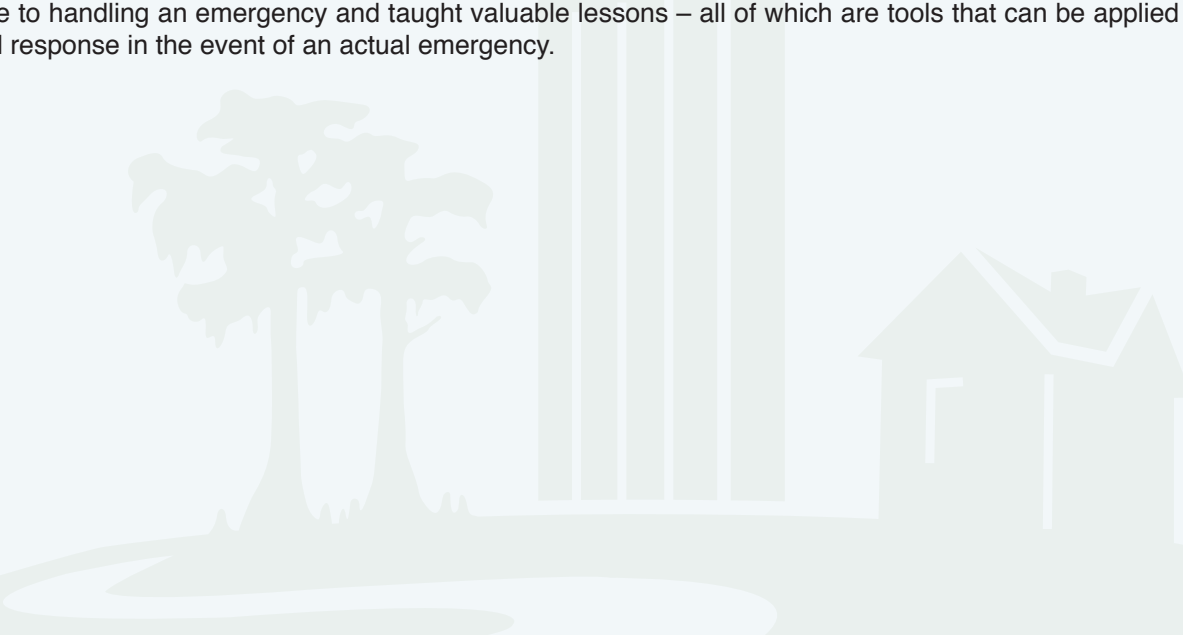 to handling an emergency and taught valuable lessons – all of which are tools that can be applied
response in the event of an actual emergency.